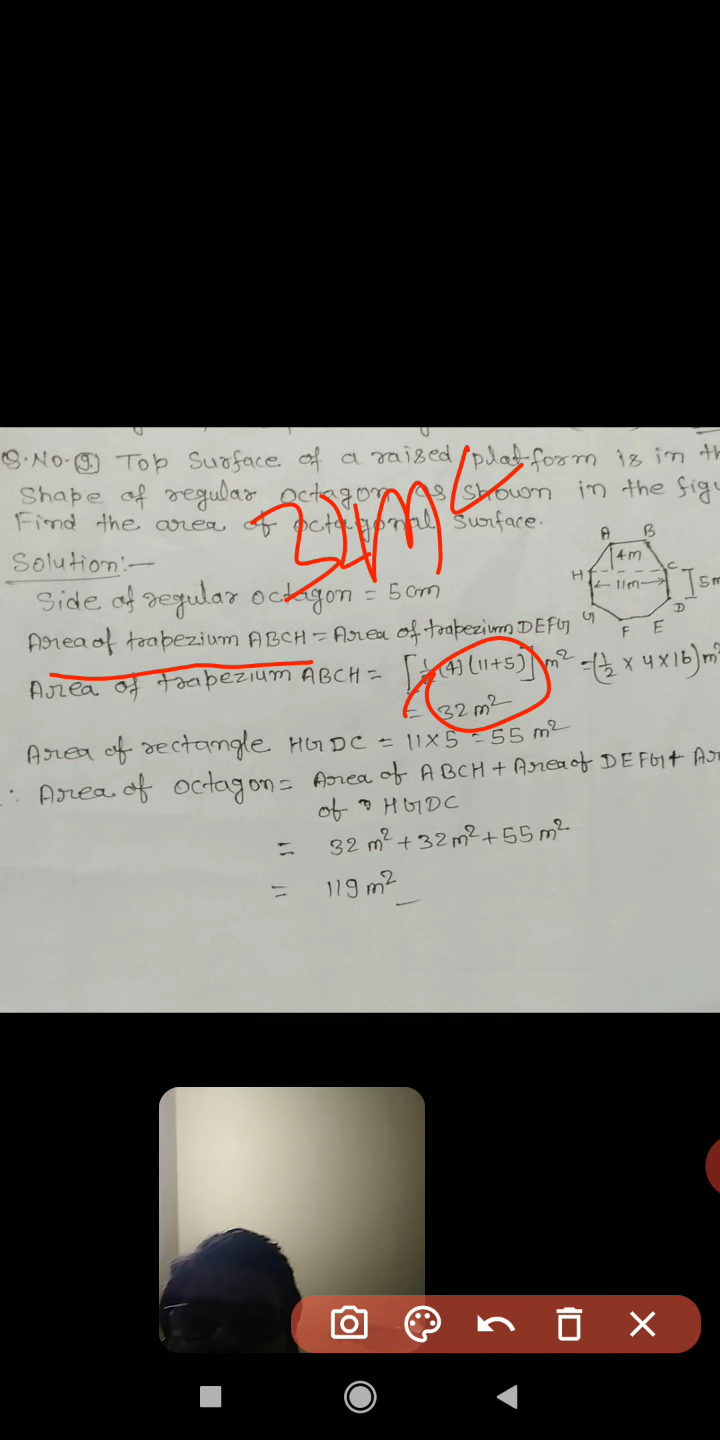 Q.No.(9.) Top Surface of a raised platform is in th
Shape of regular octagon as shown in the figu
Find the area of octagonal surface.
Solution:-
Side of regular octagon = 5cm
Area of trapezium ABCH = Area of trapezium DEFG
Area of trapezium ABCH = [1/2 (4)(11+5)] m² = (1/2 × 4 × 16) m²
= 32 m²
Area of rectangle HGDC = 11×5 = 55 m²
∴ Area of octagon = Area of ABCH + Area of DEFG + Ar
of HGDC
= 32 m² + 32 m² + 55 m²
= 119 m²
A B
4m
H C
11m
5m
G D
F E